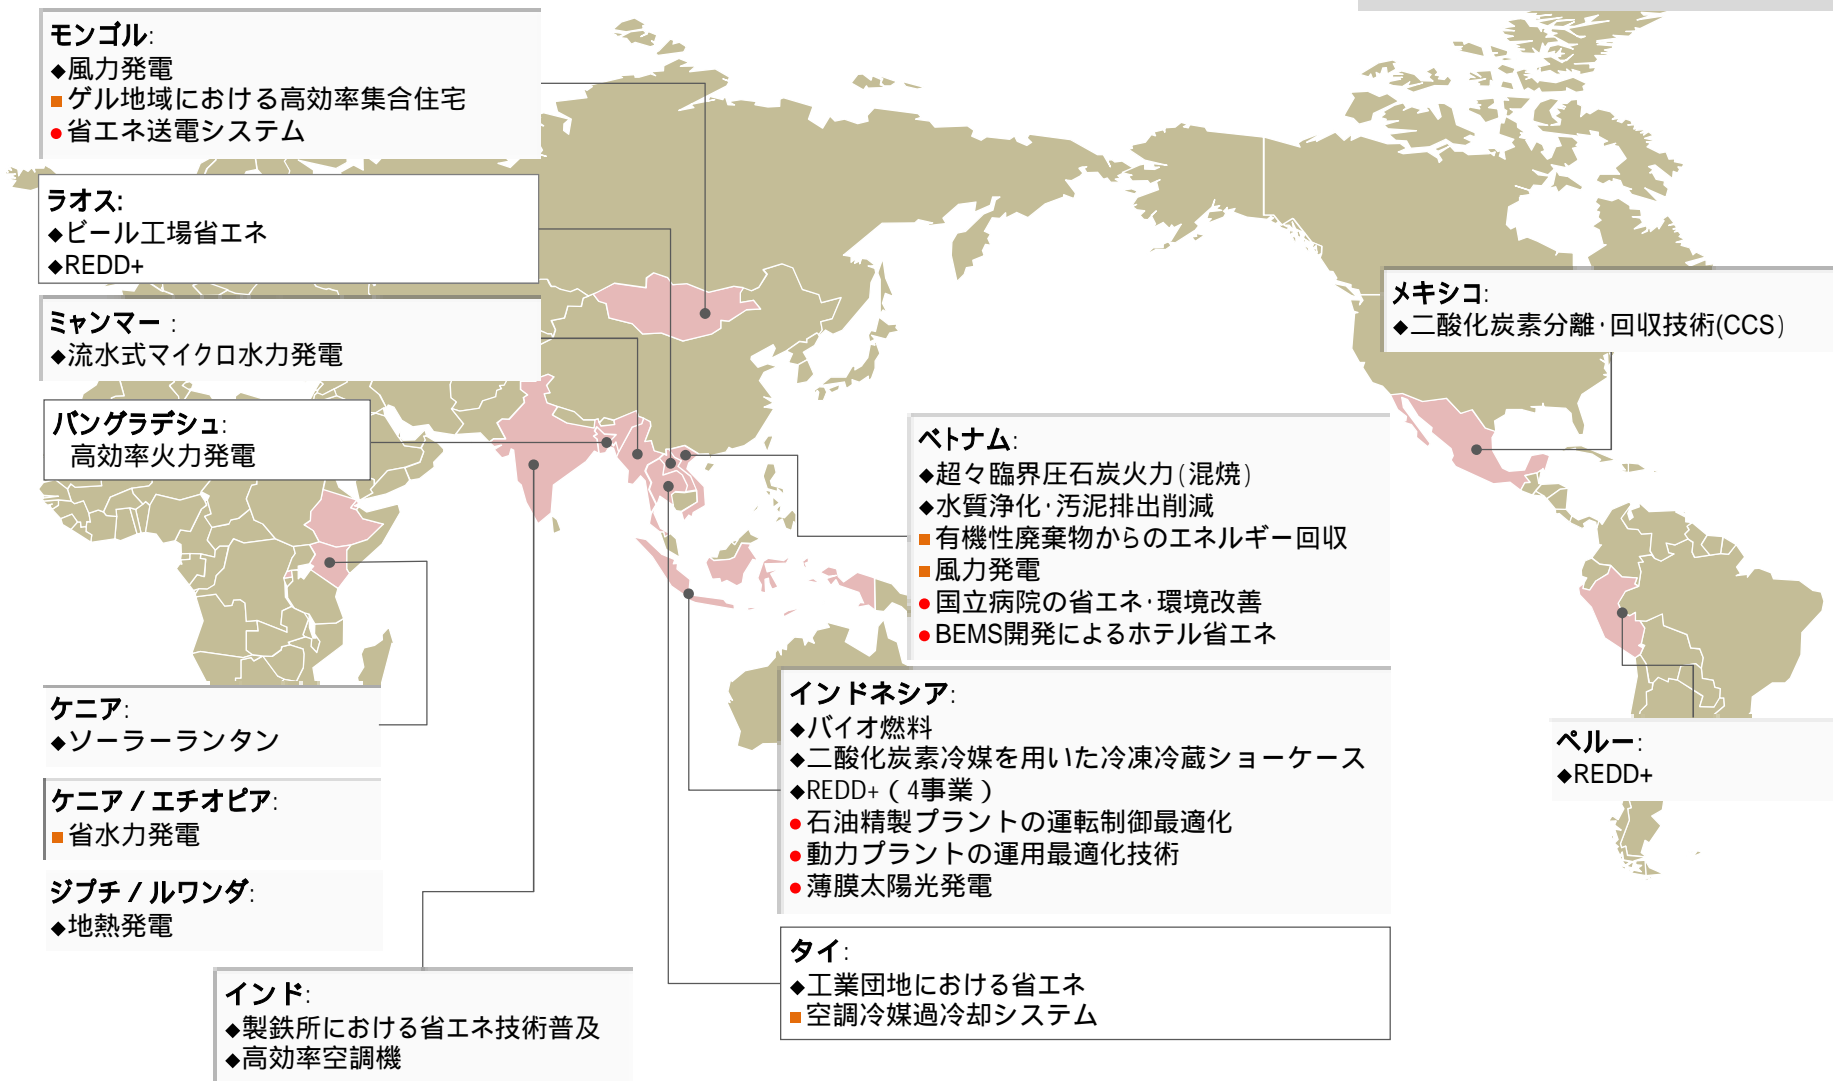 モンゴル:
◆風力発電
■ゲル地域における高効率集合住宅
●省エネ送電システム
ラオス:
◆ビール工場省エネ
◆REDD+
ミャンマー :
◆流水式マイクロ水力発電
バングラデシュ:
高効率火力発電
ケニア:
◆ソーラーランタン
ケニア / エチオピア:
■省水力発電
ジブチ / ルワンダ:
◆地熱発電
インド:
◆製鉄所における省エネ技術普及
◆高効率空調機
ベトナム:
◆超々臨界圧石炭火力(混焼)
◆水質浄化・汚泥排出削減
■有機性廃棄物からのエネルギー回収
■風力発電
●国立病院の省エネ・環境改善
●BEMS開発によるホテル省エネ
インドネシア:
◆バイオ燃料
◆二酸化炭素冷媒を用いた冷凍冷蔵ショーケース
◆REDD+ ( 4事業 )
●石油精製プラントの運転制御最適化
●動力プラントの運用最適化技術
●薄膜太陽光発電
タイ:
◆工業団地における省エネ
■空調冷媒過冷却システム
メキシコ:
◆二酸化炭素分離・回収技術(CCS)
ペルー:
◆REDD+